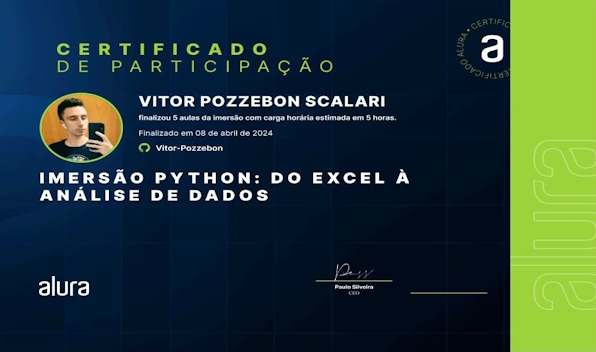 CERTIFICADO
DE PARTICIPAÇÃO
ALURA • CERTIFIC
CERTIFICADO
a
VITOR POZZEBON SCALARI
finalizou 5 aulas da imersão com carga horária estimada em 5 horas.
Finalizado em 08 de abril de 2024
Vitor-Pozzebon
IMERSÃO PYTHON: DO EXCEL À
ANÁLISE DE DADOS
alura
Paulo Silveira
CEO
alura